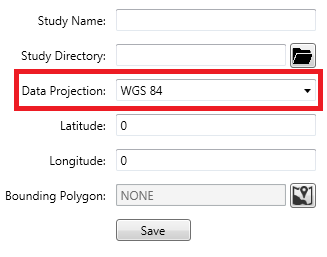 Study Name:
Study Directory:
Data Projection: WGS 84
Latitude: 0
Longitude: 0
Bounding Polygon: NONE
Save